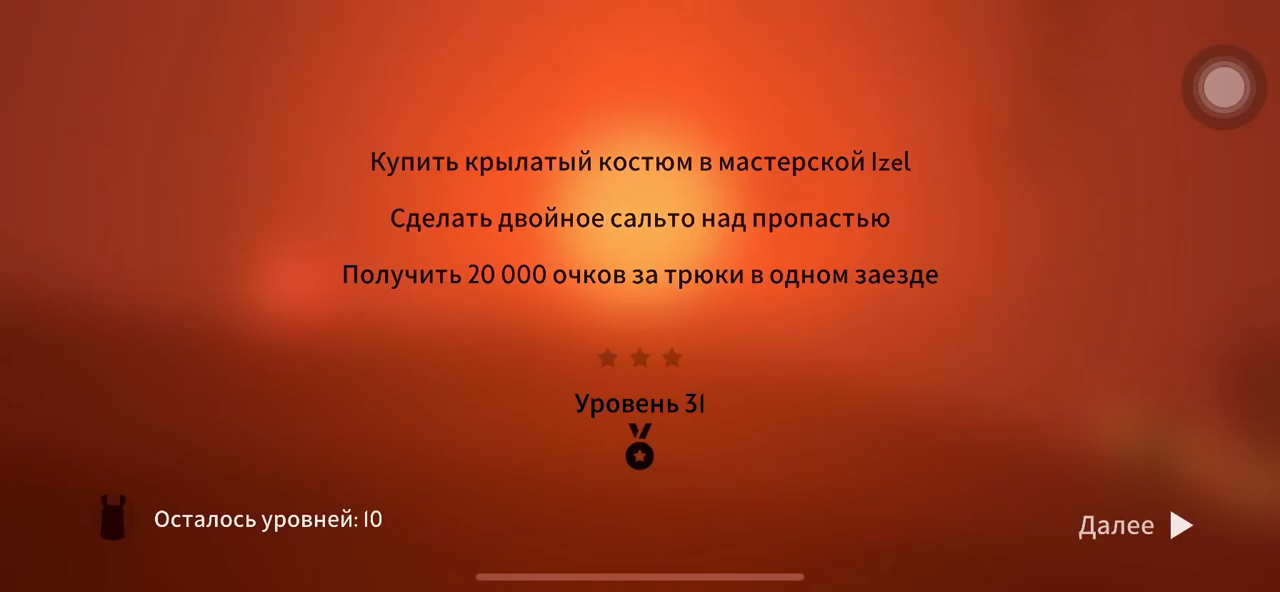 Купить крылатый костюм в мастерской Izel
Сделать двойное сальто над пропастью
Получить 20 000 очков за трюки в одном заезде
Уровень 31
Осталось уровней: 10
Далее